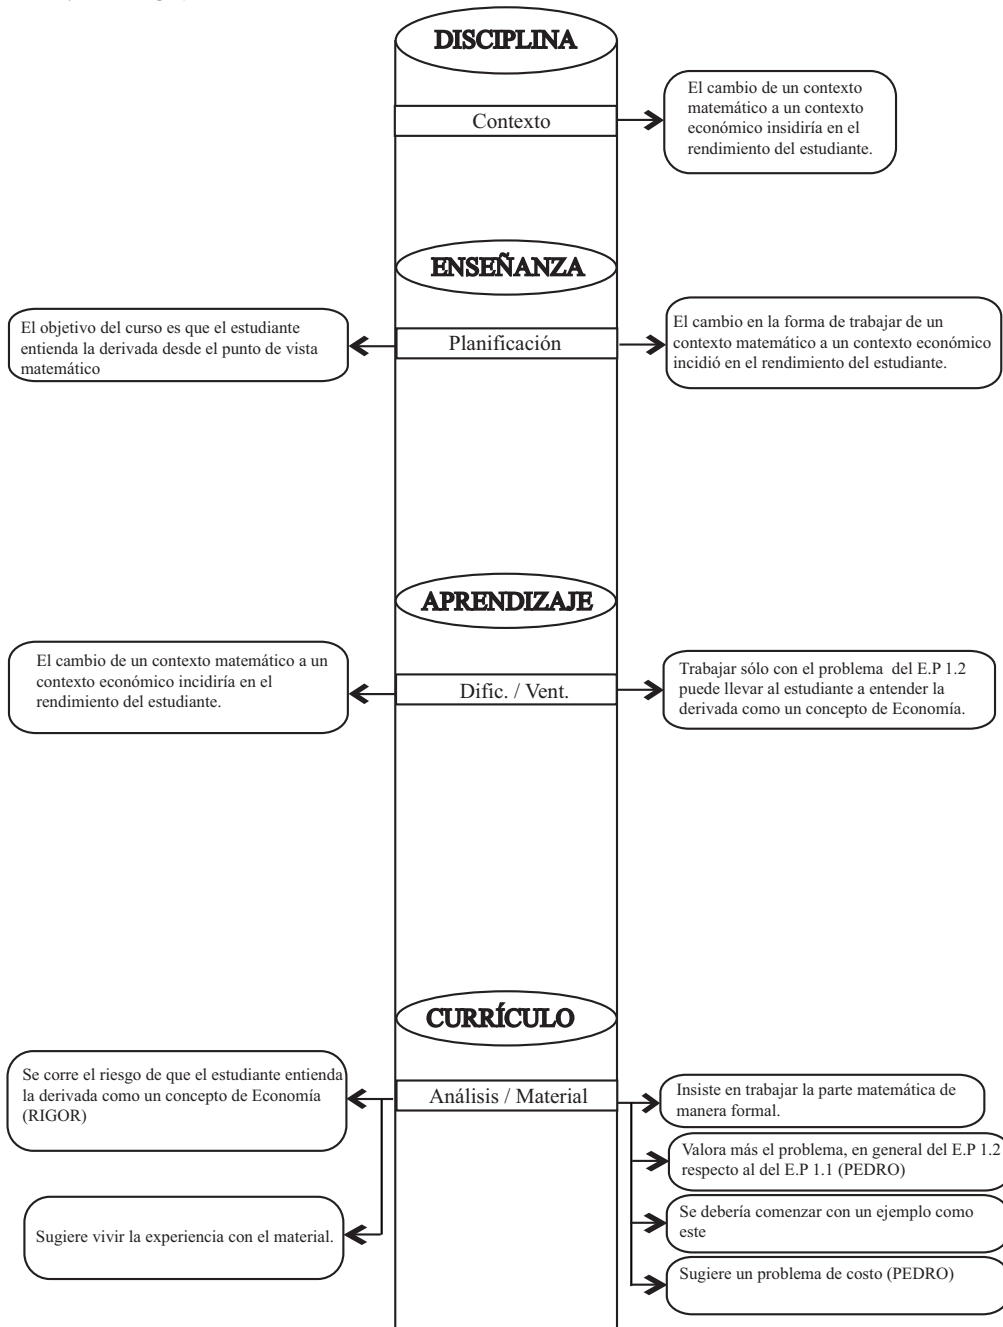 DISCIPLINA
Contexto
El cambio de un contexto
matemático a un contexto
económico insidiría en el
rendimiento del estudiante.
ENSEÑANZA
El objetivo del curso es que el estudiante
entienda la derivada desde el punto de vista
matemático
Planificación
El cambio en la forma de trabajar de un
contexto matemático a un contexto económico
incidió en el rendimiento del estudiante.
APRENDIZAJE
El cambio de un contexto matemático a un
contexto económico incidiría en el
rendimiento del estudiante.
Dific. / Vent.
Trabajar sólo con el problema del E.P 1.2
puede llevar al estudiante a entender la
derivada como un concepto de Economía.
CURRÍCULO
Se corre el riesgo de que el estudiante entienda
la derivada como un concepto de Economía
(RIGOR)
Sugiere vivir la experiencia con el material.
Análisis / Material
Insiste en trabajar la parte matemática de
manera formal.
Valora más el problema, en general del E.P 1.2
respecto al del E.P 1.1 (PEDRO)
Se debería comenzar con un ejemplo como
este
Sugiere un problema de costo (PEDRO)